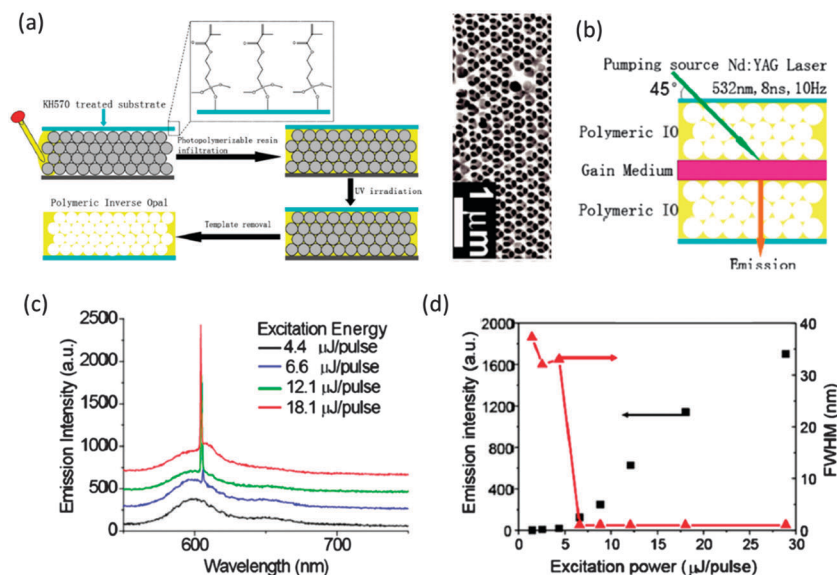 (a)
KH570 treated substrate
Photopolymerizable resin
infiltration
UV irradiation
Polymeric Inverse Opal
Template removal
1 μm
(b)
Pumping source Nd:YAG Laser
45° 532nm, 8ns, 10Hz
Polymeric IO
Gain Medium
Polymeric IO
Emission
(c)
Emission Intensity (a.u.)
2500
2000
1500
1000
500
0
600
700
Wavelength (nm)
Excitation Energy
4.4 μJ/pulse
6.6 μJ/pulse
12.1 μJ/pulse
18.1 μJ/pulse
(d)
Emission intensity (a.u.)
2000
1600
1200
800
400
0
0 5 10 15 20 25 30
Excitation power (μJ/pulse)
40
30
20
10
0
FWHM (nm)